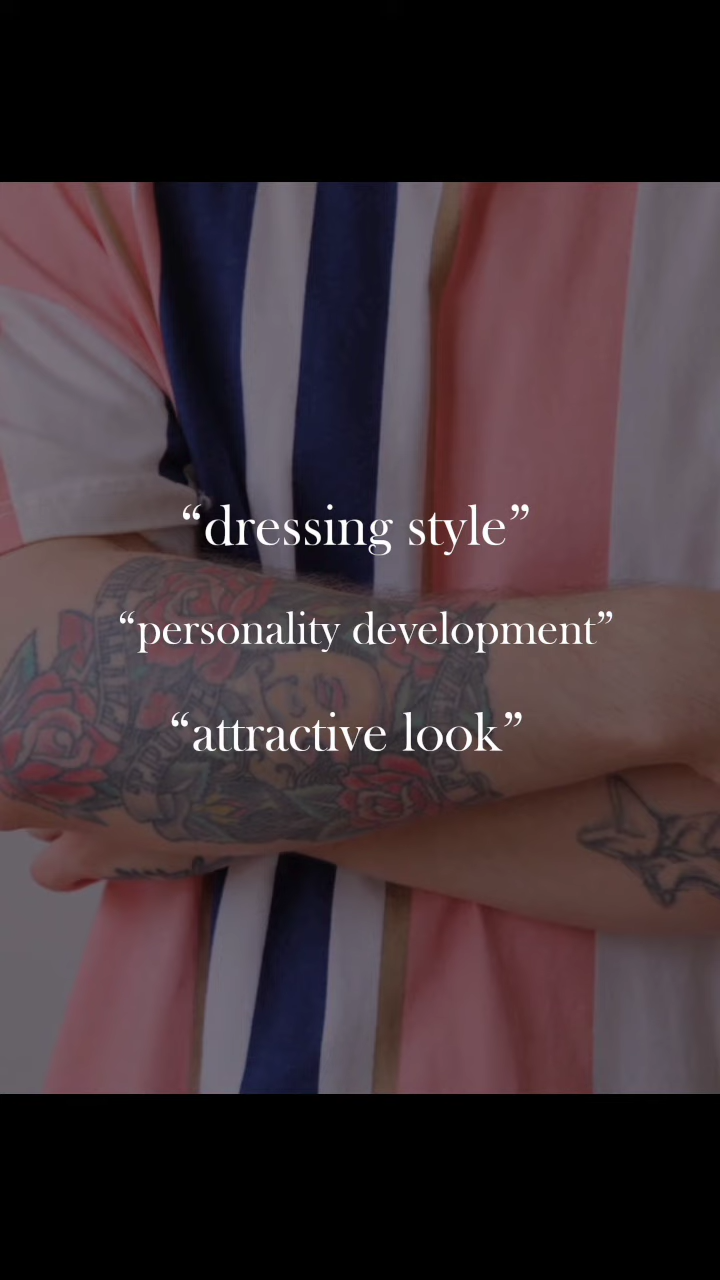 “dressing style”
“personality development”
“attractive look”